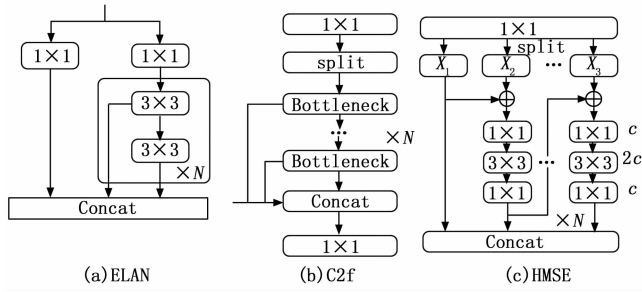 1×1
1×1
3×3
3×3
×N
Concat
(a)ELAN
1×1
split
Bottleneck
...
×N
Bottleneck
Concat
1×1
(b)C2f
1×1
split
X1 X2 ... X3
1×1 1×1 c
3×3 ... 3×3 2c
1×1 1×1 c
×N
Concat
(c)HMSE